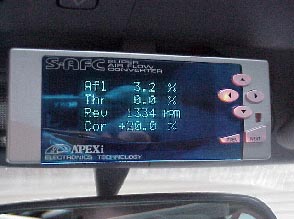 S-AFC SUPER AIR FLOW CONVERTER
Afl 3.2 %
Thr 0.0 %
Rev 1334 rpm
Cor +30.0 %
APEXi
ELECTRONICS TECHNOLOGY